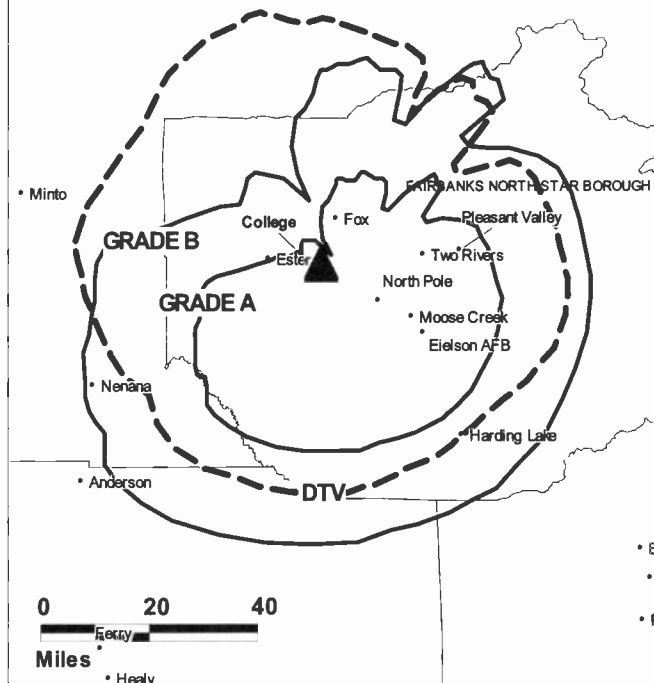 Minto
FAIRBANKS NORTH STAR BOROUGH
College
Fox
Pleasant Valley
GRADE B
Ester
Two Rivers
North Pole
GRADE A
Moose Creek
Eielson AFB
Nenana
Harding Lake
Anderson
DTV
0 20 40
Ferry
Miles
Healy